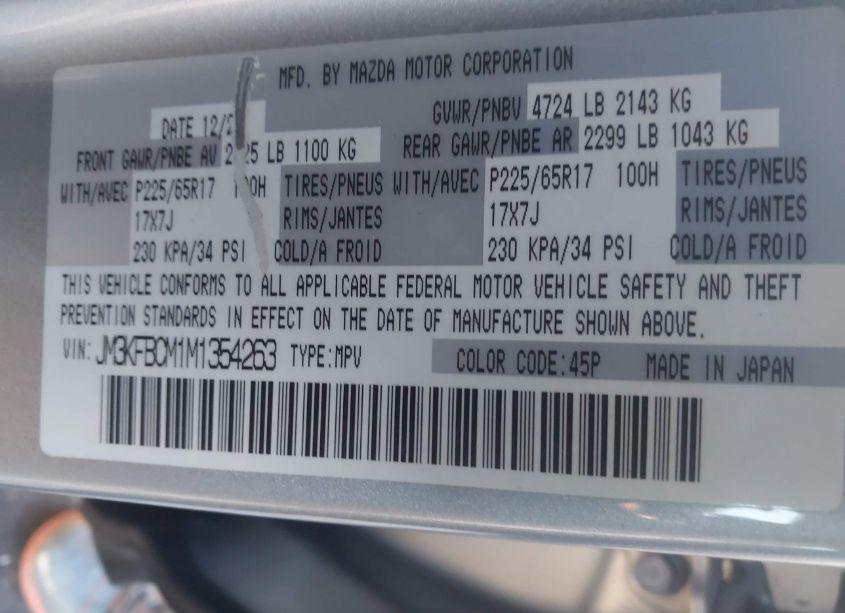 MFD. BY MAZDA MOTOR CORPORATION
DATE GVWR/PNBV 4724 LB 2143 KG
FRONT GAWR/PNBE AV LB 1100 KG REAR GAWR/PNBE AR 2299 LB 1043 KG
WITH/AVEC P225/65R17 100H TIRES/PNEUS WITH/AVEC P225/65R17 100H TIRES/PNEUS
17X7J RIMS/JANTES 17X7J RIMS/JANTES
230 KPA/34 PSI COLD/A FROID 230 KPA/34 PSI COLD/A FROID
THIS VEHICLE CONFORMS TO ALL APPLICABLE FEDERAL MOTOR VEHICLE SAFETY AND THEFT
PREVENTION STANDARDS IN EFFECT ON THE DATE OF MANUFACTURE SHOWN ABOVE.
VIN: JM3KFBCM1M1354263 TYPE:MPV COLOR CODE:45P MADE IN JAPAN